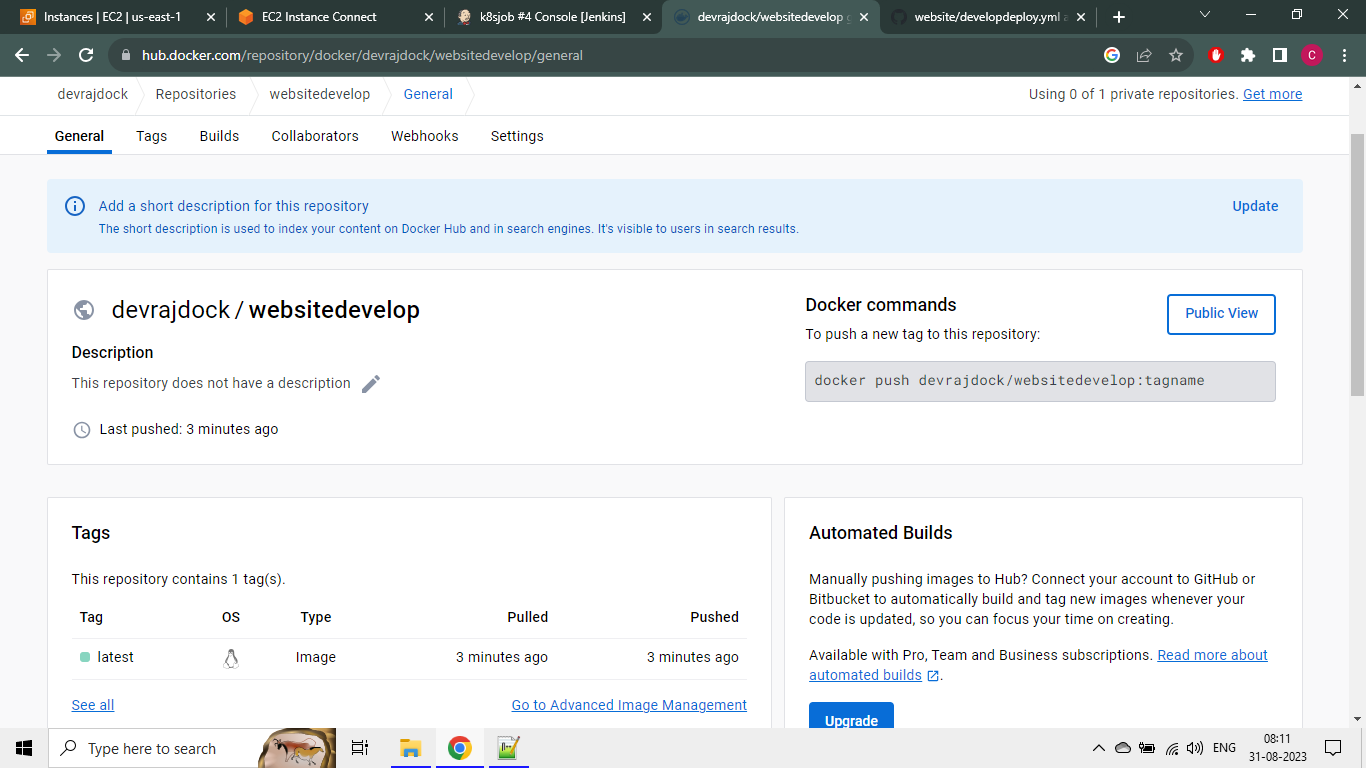 Instances | EC2 | us-east-1
EC2 Instance Connect
k8sjob #4 Console [Jenkins]
devrajdock/websitedevelop g
website/developdeploy.yml a
hub.docker.com/repository/docker/devrajdock/websitedevelop/general
C
devrajdock
Repositories
websitedevelop
General
Using 0 of 1 private repositories. Get more
General
Tags
Builds
Collaborators
Webhooks
Settings
Add a short description for this repository
Update
The short description is used to index your content on Docker Hub and in search engines. It's visible to users in search results.
devrajdock / websitedevelop
Description
This repository does not have a description
Last pushed: 3 minutes ago
Docker commands
Public View
To push a new tag to this repository:
docker push devrajdock/websitedevelop:tagname
Tags
This repository contains 1 tag(s).
Tag OS Type Pulled Pushed
latest Image 3 minutes ago 3 minutes ago
See all
Go to Advanced Image Management
Automated Builds
Manually pushing images to Hub? Connect your account to GitHub or
Bitbucket to automatically build and tag new images whenever your
code is updated, so you can focus your time on creating.
Available with Pro, Team and Business subscriptions. Read more about
automated builds .
Upgrade
Type here to search
ENG
08:11
31-08-2023